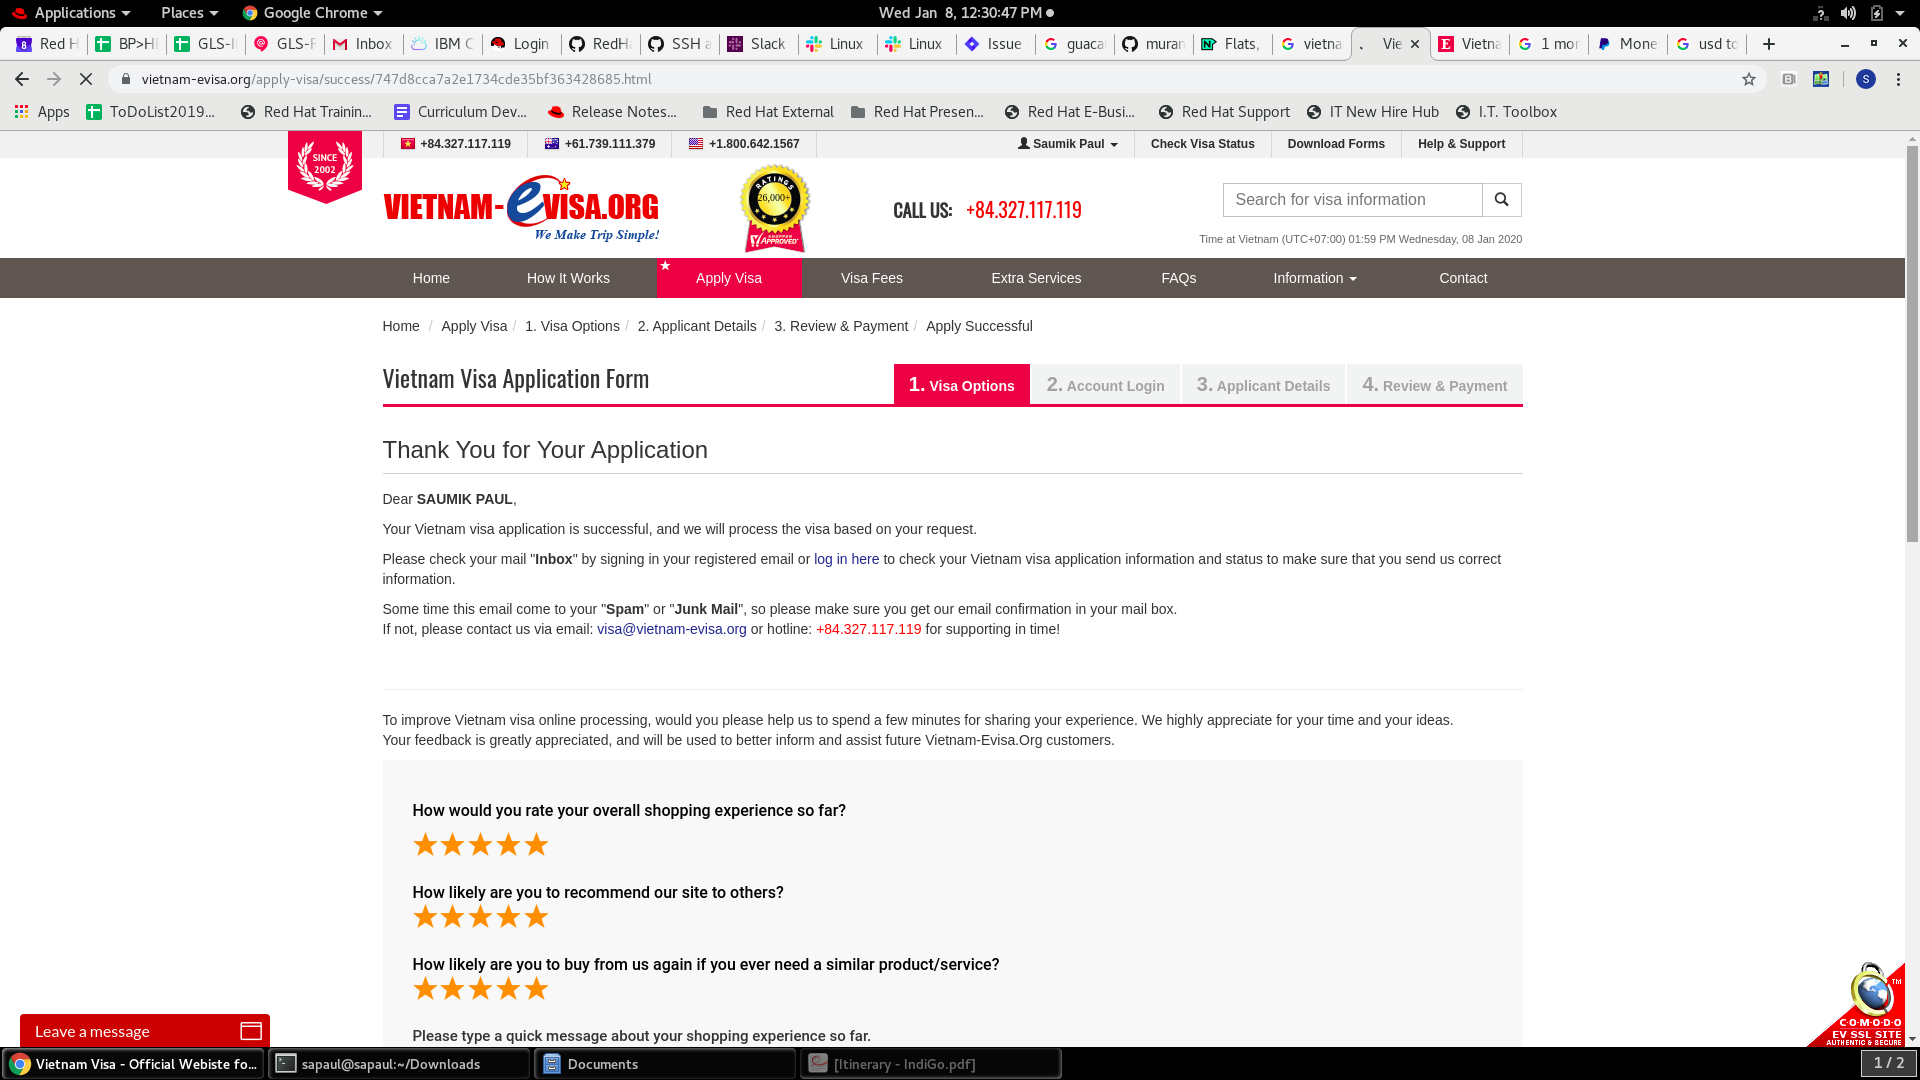 Applications Places Google Chrome Wed Jan 8, 12:30:47 PM
Red H BP>H GLS-I GLS-R Inbox IBM C Login RedH SSH a Slack Linux Linux Issue guaca muran Flats, vietna Vie Vietna 1 mor Mone usd to
vietnam-evisa.org/apply-visa/success/747d8cca7a2e1734cde35bf363428685.html
Apps ToDoList2019... Red Hat Trainin... Curriculum Dev... Release Notes... Red Hat External Red Hat Presen... Red Hat E-Busi... Red Hat Support IT New Hire Hub I.T. Toolbox
+84.327.117.119 +61.739.111.379 +1.800.642.1567 Saumik Paul Check Visa Status Download Forms Help & Support
SINCE
2002
VIETNAM-eVISA.ORG
We Make Trip Simple!
RATINGS
26,000+
SHOPPER
APPROVED
CALL US: +84.327.117.119
Search for visa information
Time at Vietnam (UTC+07:00) 01:59 PM Wednesday, 08 Jan 2020
Home How It Works Apply Visa Visa Fees Extra Services FAQs Information Contact
Home / Apply Visa / 1. Visa Options / 2. Applicant Details / 3. Review & Payment / Apply Successful
Vietnam Visa Application Form 1. Visa Options 2. Account Login 3. Applicant Details 4. Review & Payment
Thank You for Your Application
Dear SAUMIK PAUL,
Your Vietnam visa application is successful, and we will process the visa based on your request.
Please check your mail "Inbox" by signing in your registered email or log in here to check your Vietnam visa application information and status to make sure that you send us correct
information.
Some time this email come to your "Spam" or "Junk Mail", so please make sure you get our email confirmation in your mail box.
If not, please contact us via email: visa@vietnam-evisa.org or hotline: +84.327.117.119 for supporting in time!
To improve Vietnam visa online processing, would you please help us to spend a few minutes for sharing your experience. We highly appreciate for your time and your ideas.
Your feedback is greatly appreciated, and will be used to better inform and assist future Vietnam-Evisa.Org customers.
How would you rate your overall shopping experience so far?
How likely are you to recommend our site to others?
How likely are you to buy from us again if you ever need a similar product/service?
Please type a quick message about your shopping experience so far.
Leave a message
TM
C·O·M·O·D·O
EV SSL SITE
AUTHENTIC & SECURE
Vietnam Visa - Official Webiste fo... sapaul@sapaul:~/Downloads Documents [Itinerary - IndiGo.pdf] 1 / 2